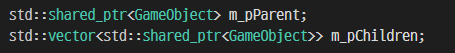 std::shared_ptr<GameObject> m_pParent;
std::vector<std::shared_ptr<GameObject>> m_pChildren;